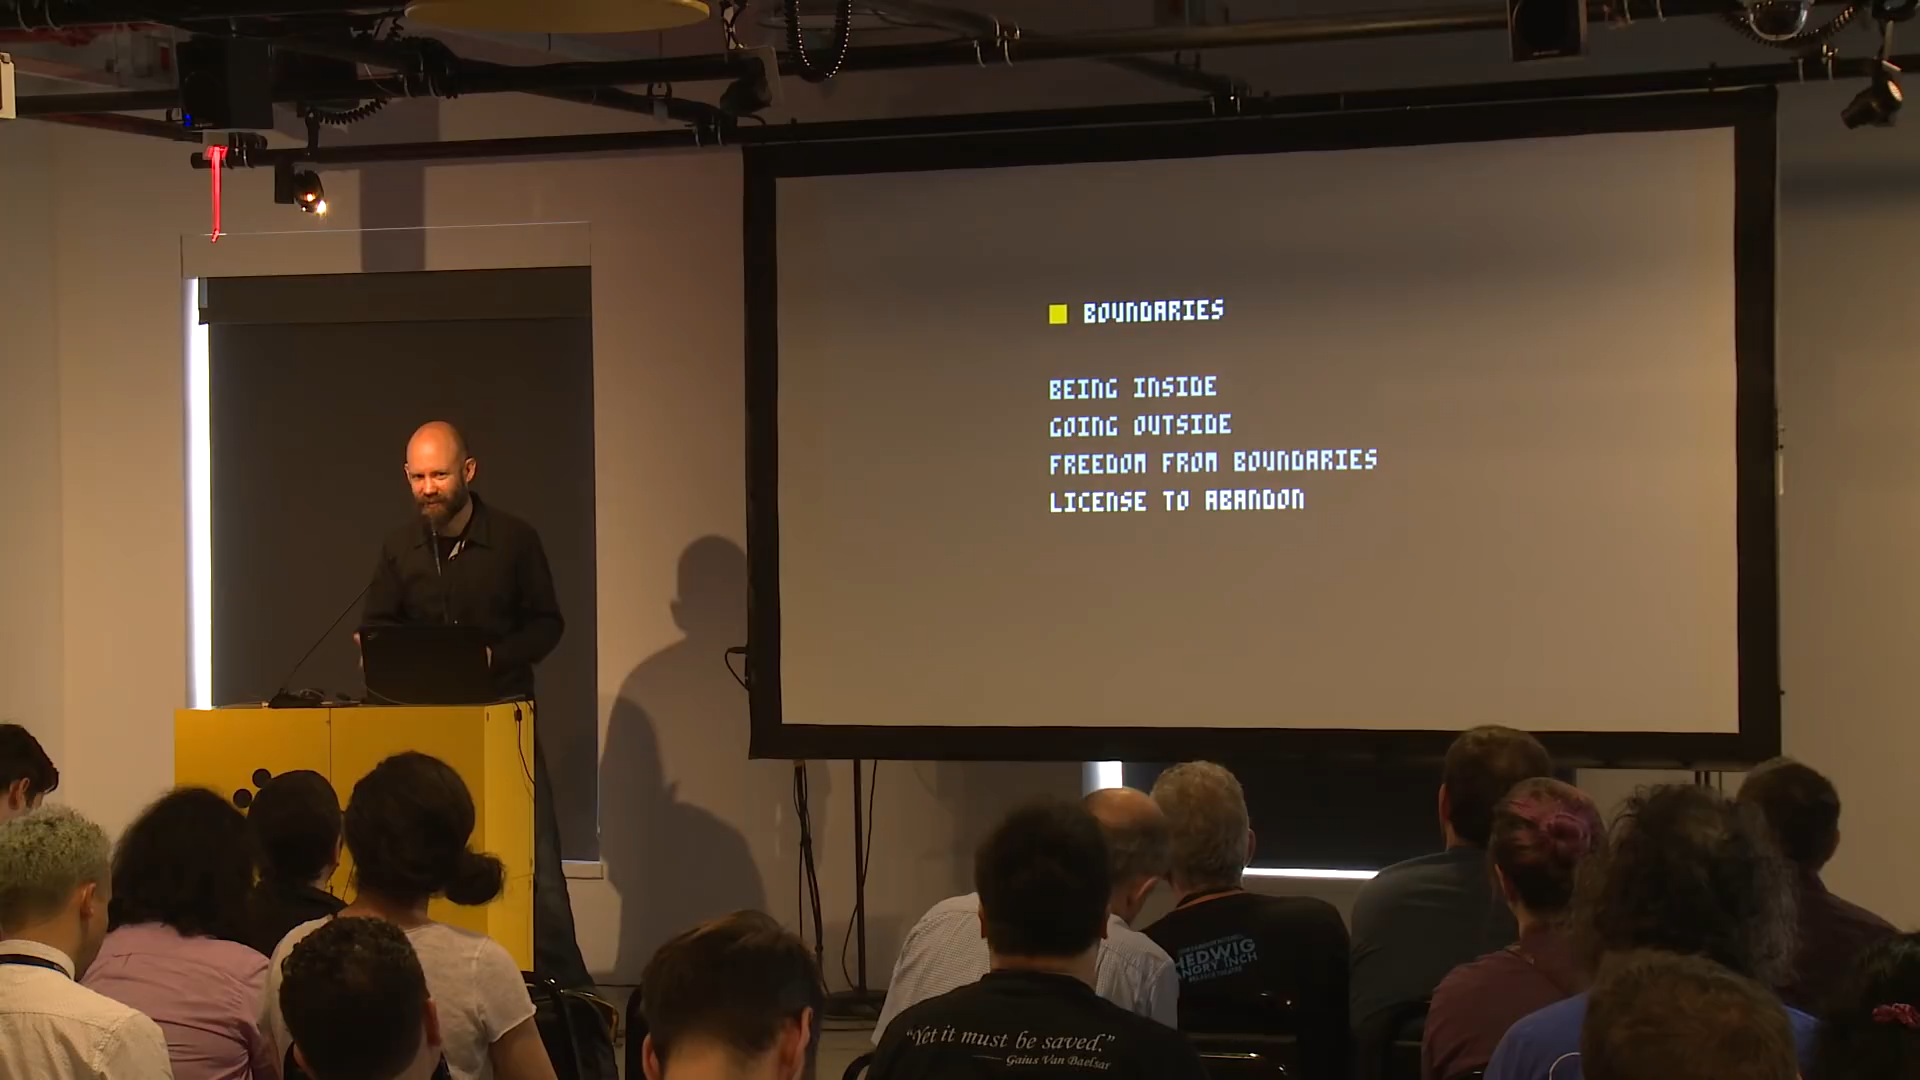 BOUNDARIES
BEING INSIDE
GOING OUTSIDE
FREEDOM FROM BOUNDARIES
LICENSE TO ABANDON
HEDWIG
ANGRY INCH
"Yet it must be saved."
Gaius Van Baelsar